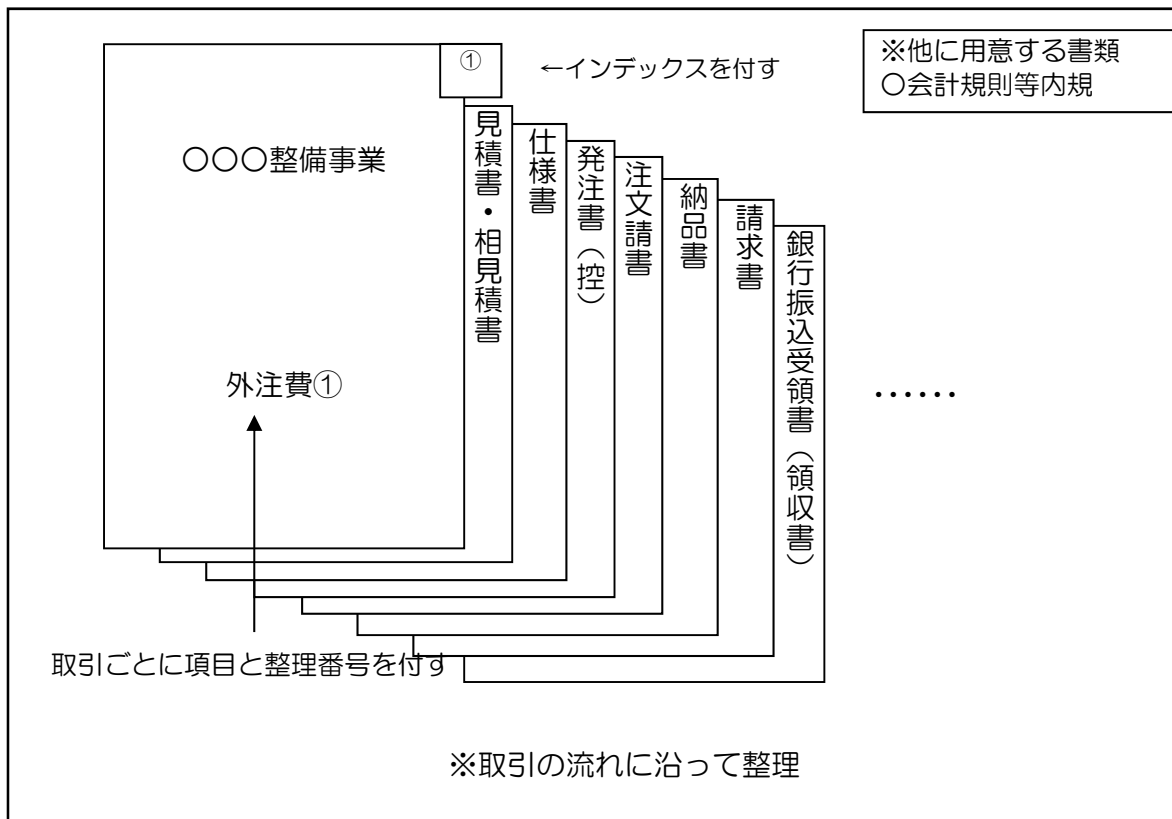 ①
←インデックスを付す
※他に用意する書類
〇会計規則等内規
〇〇〇整備事業
見積書・相見積書
仕様書
発注書（控）
注文請書
納品書
請求書
銀行振込受領書（領収書）
外注費①
……
取引ごとに項目と整理番号を付す
※取引の流れに沿って整理